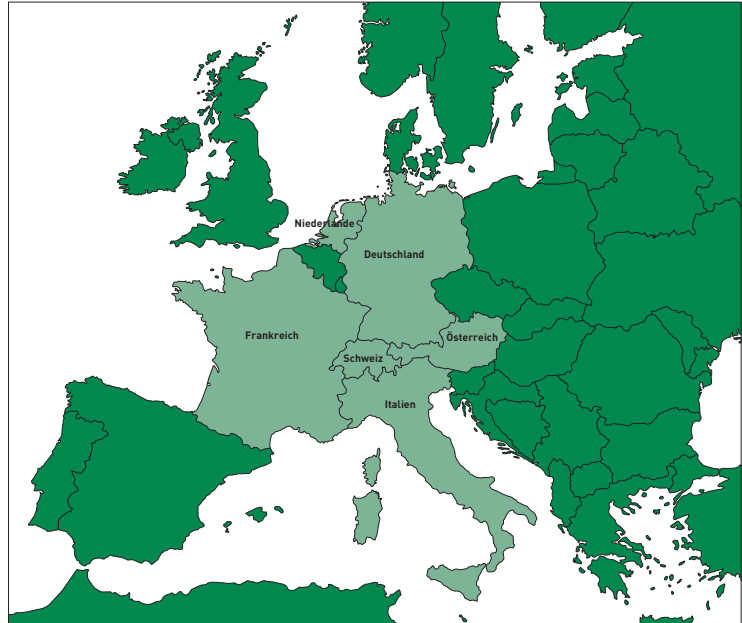 Niederlande
Deutschland
Frankreich
Österreich
Schweiz
Italien